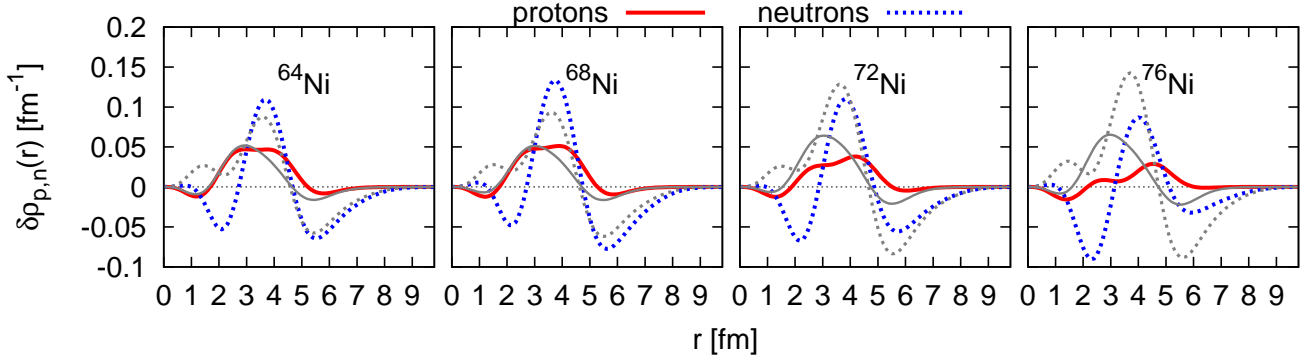 protons neutrons
δρp,n(r) [fm-1]
0.2
0.15
0.1
0.05
0
-0.05
-0.1
64Ni 68Ni 72Ni 76Ni
0 1 2 3 4 5 6 7 8 9 0 1 2 3 4 5 6 7 8 9 0 1 2 3 4 5 6 7 8 9 0 1 2 3 4 5 6 7 8 9
r [fm]